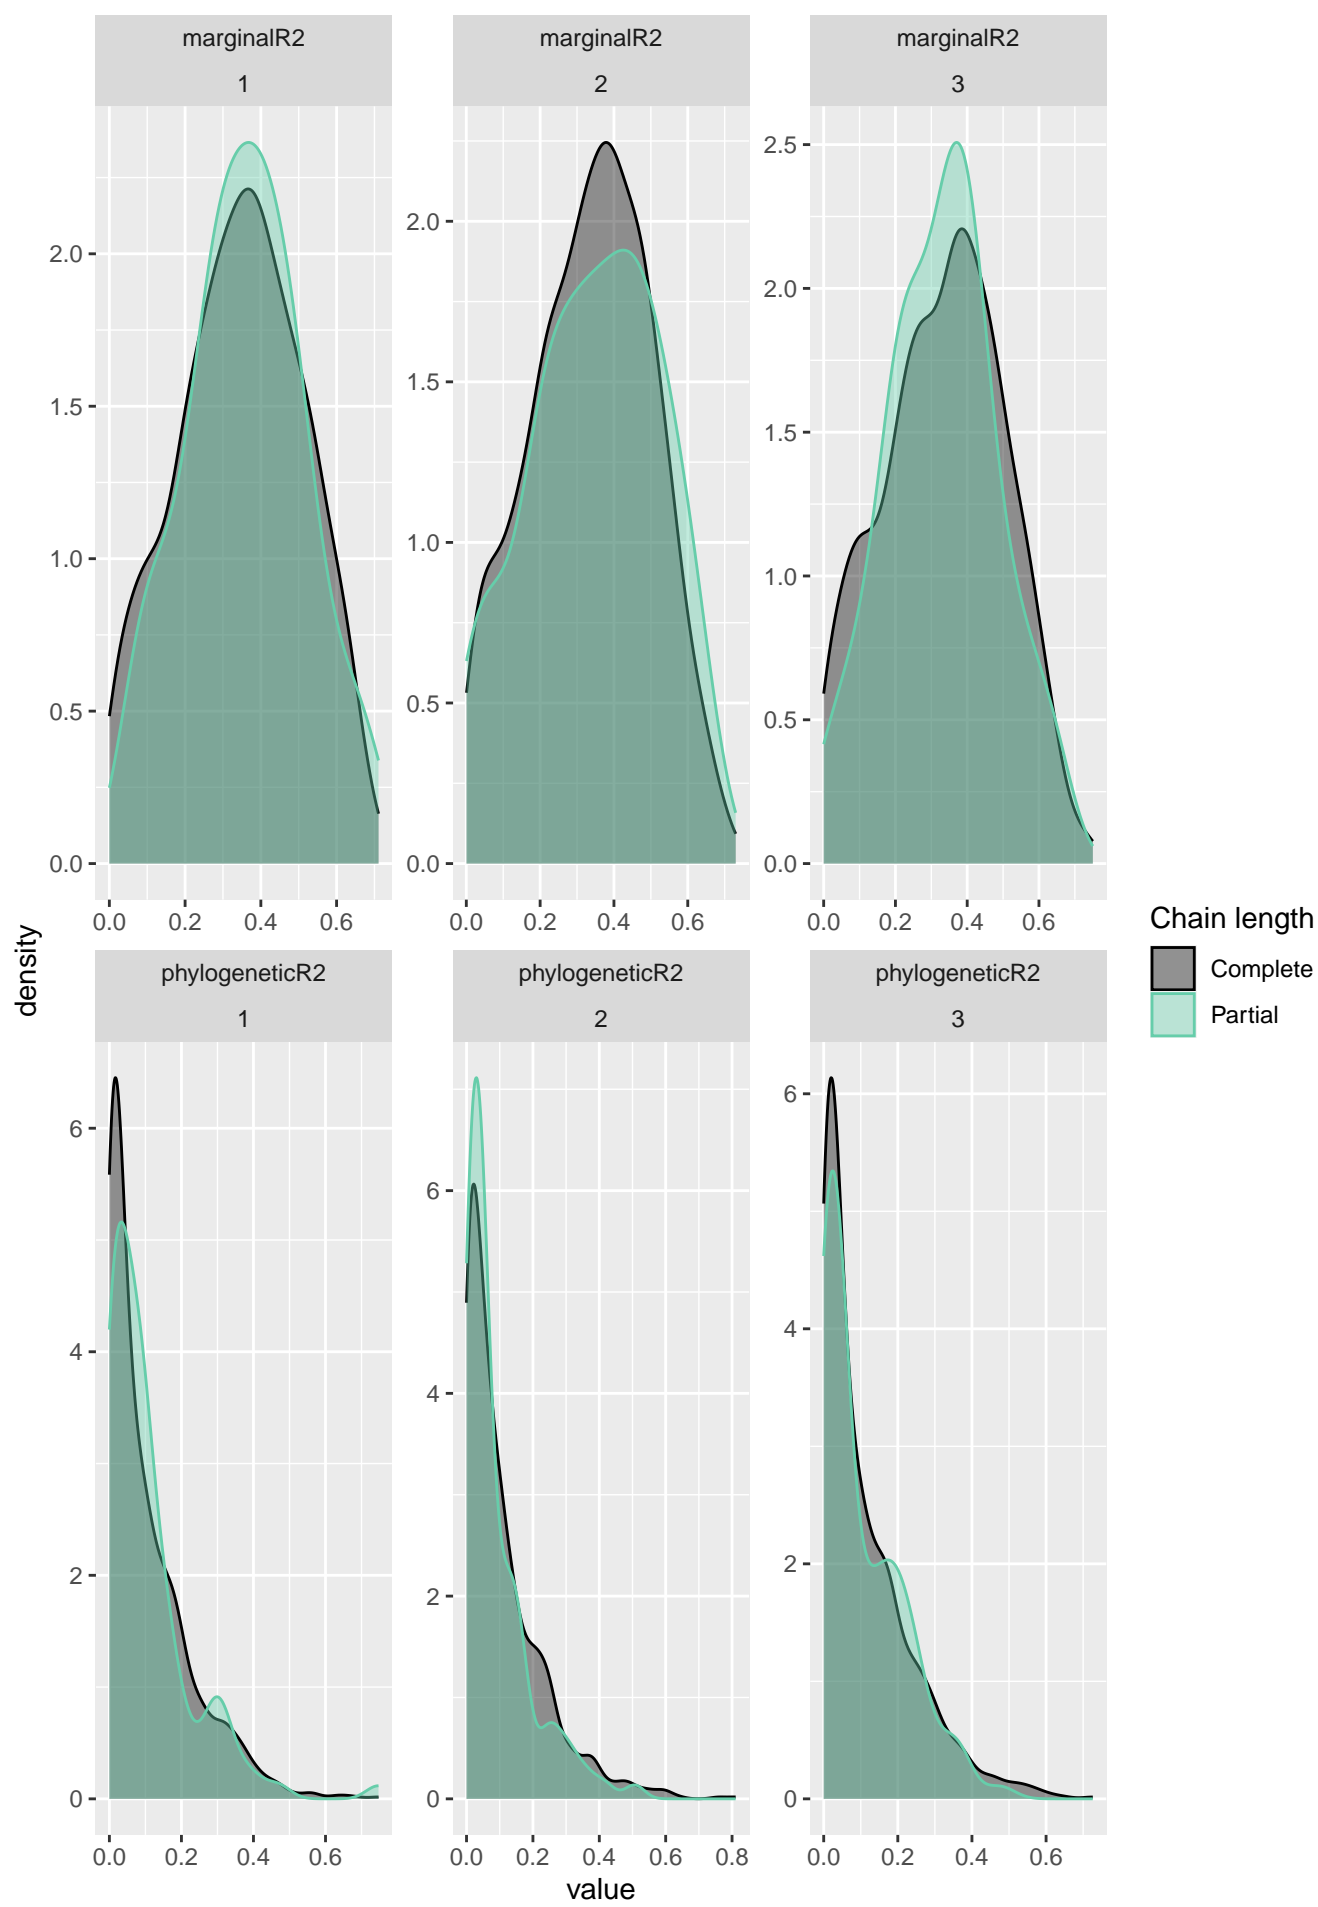 marginalR2 marginalR2 marginalR2
1 2 3
2.5
2.0 2.0 2.0
1.5 1.5 1.5
1.0 1.0 1.0
0.5 0.5 0.5
0.0 0.0 0.0
0.0 0.2 0.4 0.6 0.0 0.2 0.4 0.6 0.0 0.2 0.4 0.6
density
Chain length
Complete
Partial
phylogeneticR2 phylogeneticR2 phylogeneticR2
1 2 3
6 6 6
4 4 4
2 2 2
0 0 0
0.0 0.2 0.4 0.6 0.0 0.2 0.4 0.6 0.8 0.0 0.2 0.4 0.6
value